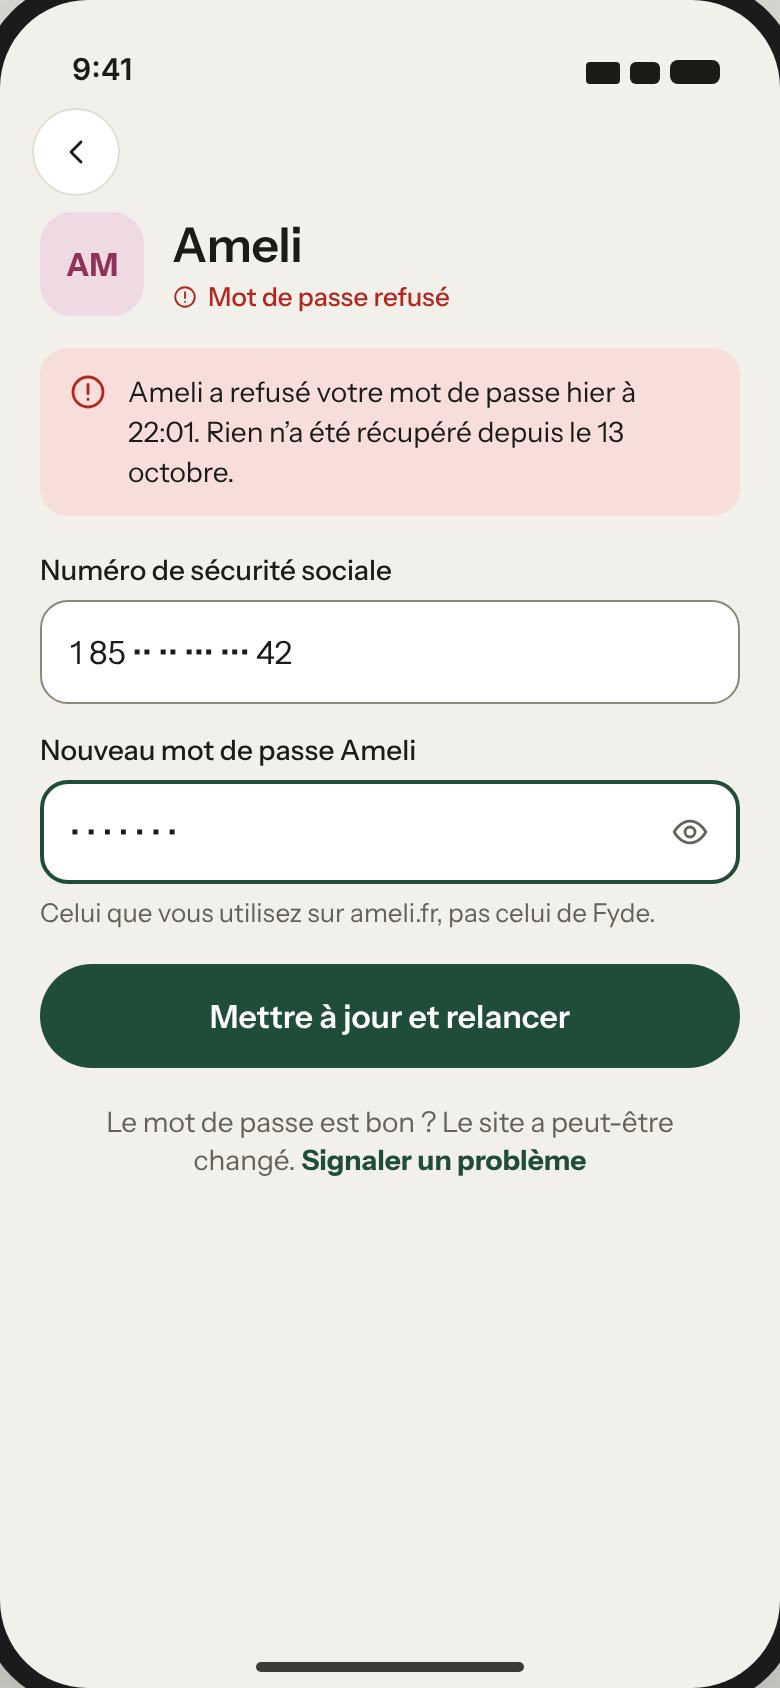 9:41
AM
Ameli
Mot de passe refusé
Ameli a refusé votre mot de passe hier à
22:01. Rien n’a été récupéré depuis le 13
octobre.
Numéro de sécurité sociale
1 85 ·· ·· ··· ··· 42
Nouveau mot de passe Ameli
·······
Celui que vous utilisez sur ameli.fr, pas celui de Fyde.
Mettre à jour et relancer
Le mot de passe est bon ? Le site a peut-être
changé. Signaler un problème